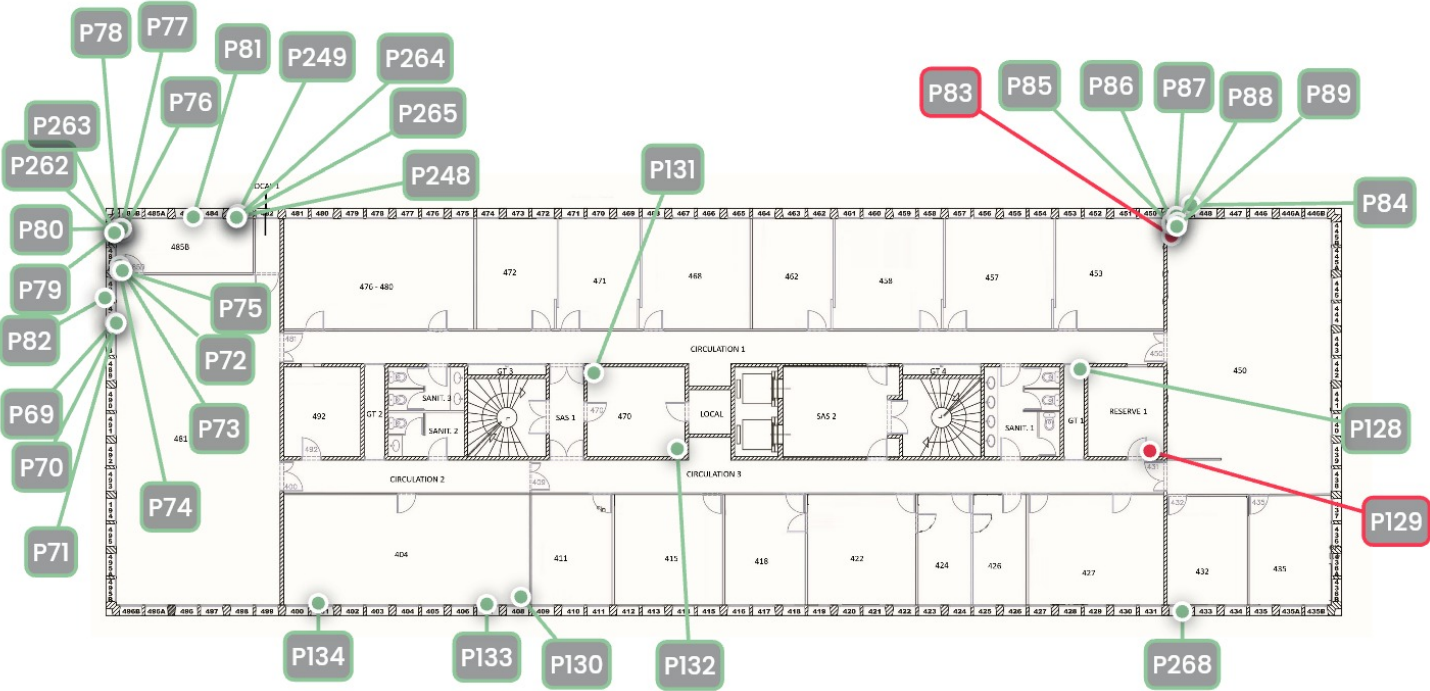 P78
P77
P81
P249
P264
P76
P265
P263
P262
P248
P80
P79
P82
P75
P72
P69
P73
P70
P74
P71
P131
P83
P85
P86
P87
P88
P89
P84
P128
P129
P134
P133
P130
P132
P268
485A
484
481 480 479 478 477 476 475 474 473 472 471 470 469 468 467 466 465 464 463 462 461 460 459 458 457 456 455 454 453 452 451 450
448 447 446 446A 446B
485B
476 - 480
472
471
468
462
458
457
453
450
CIRCULATION 1
GT 3
GT 4
492
GT 2
SANIT. 3
SANIT. 2
SAS 1
470
LOCAL
SAS 2
SANIT. 1
GT 1
RESERVE 1
481
CIRCULATION 2
CIRCULATION 3
404
411
415
418
422
424
426
427
432
435
496B 496A 496 497 498 499 400 402 403 404 405 406 408 409 410 411 412 413 415 416 417 418 419 420 421 422 423 424 425 426 427 428 429 430 431 433 434 435 435A 435B